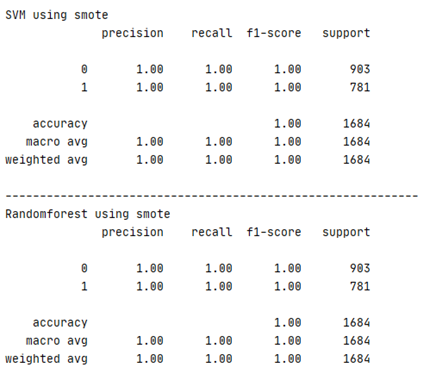 SVM using smote
precision recall f1-score support
0 1.00 1.00 1.00 903
1 1.00 1.00 1.00 781
accuracy 1.00 1684
macro avg 1.00 1.00 1.00 1684
weighted avg 1.00 1.00 1.00 1684
------------------------------------------------------------
Randomforest using smote
precision recall f1-score support
0 1.00 1.00 1.00 903
1 1.00 1.00 1.00 781
accuracy 1.00 1684
macro avg 1.00 1.00 1.00 1684
weighted avg 1.00 1.00 1.00 1684